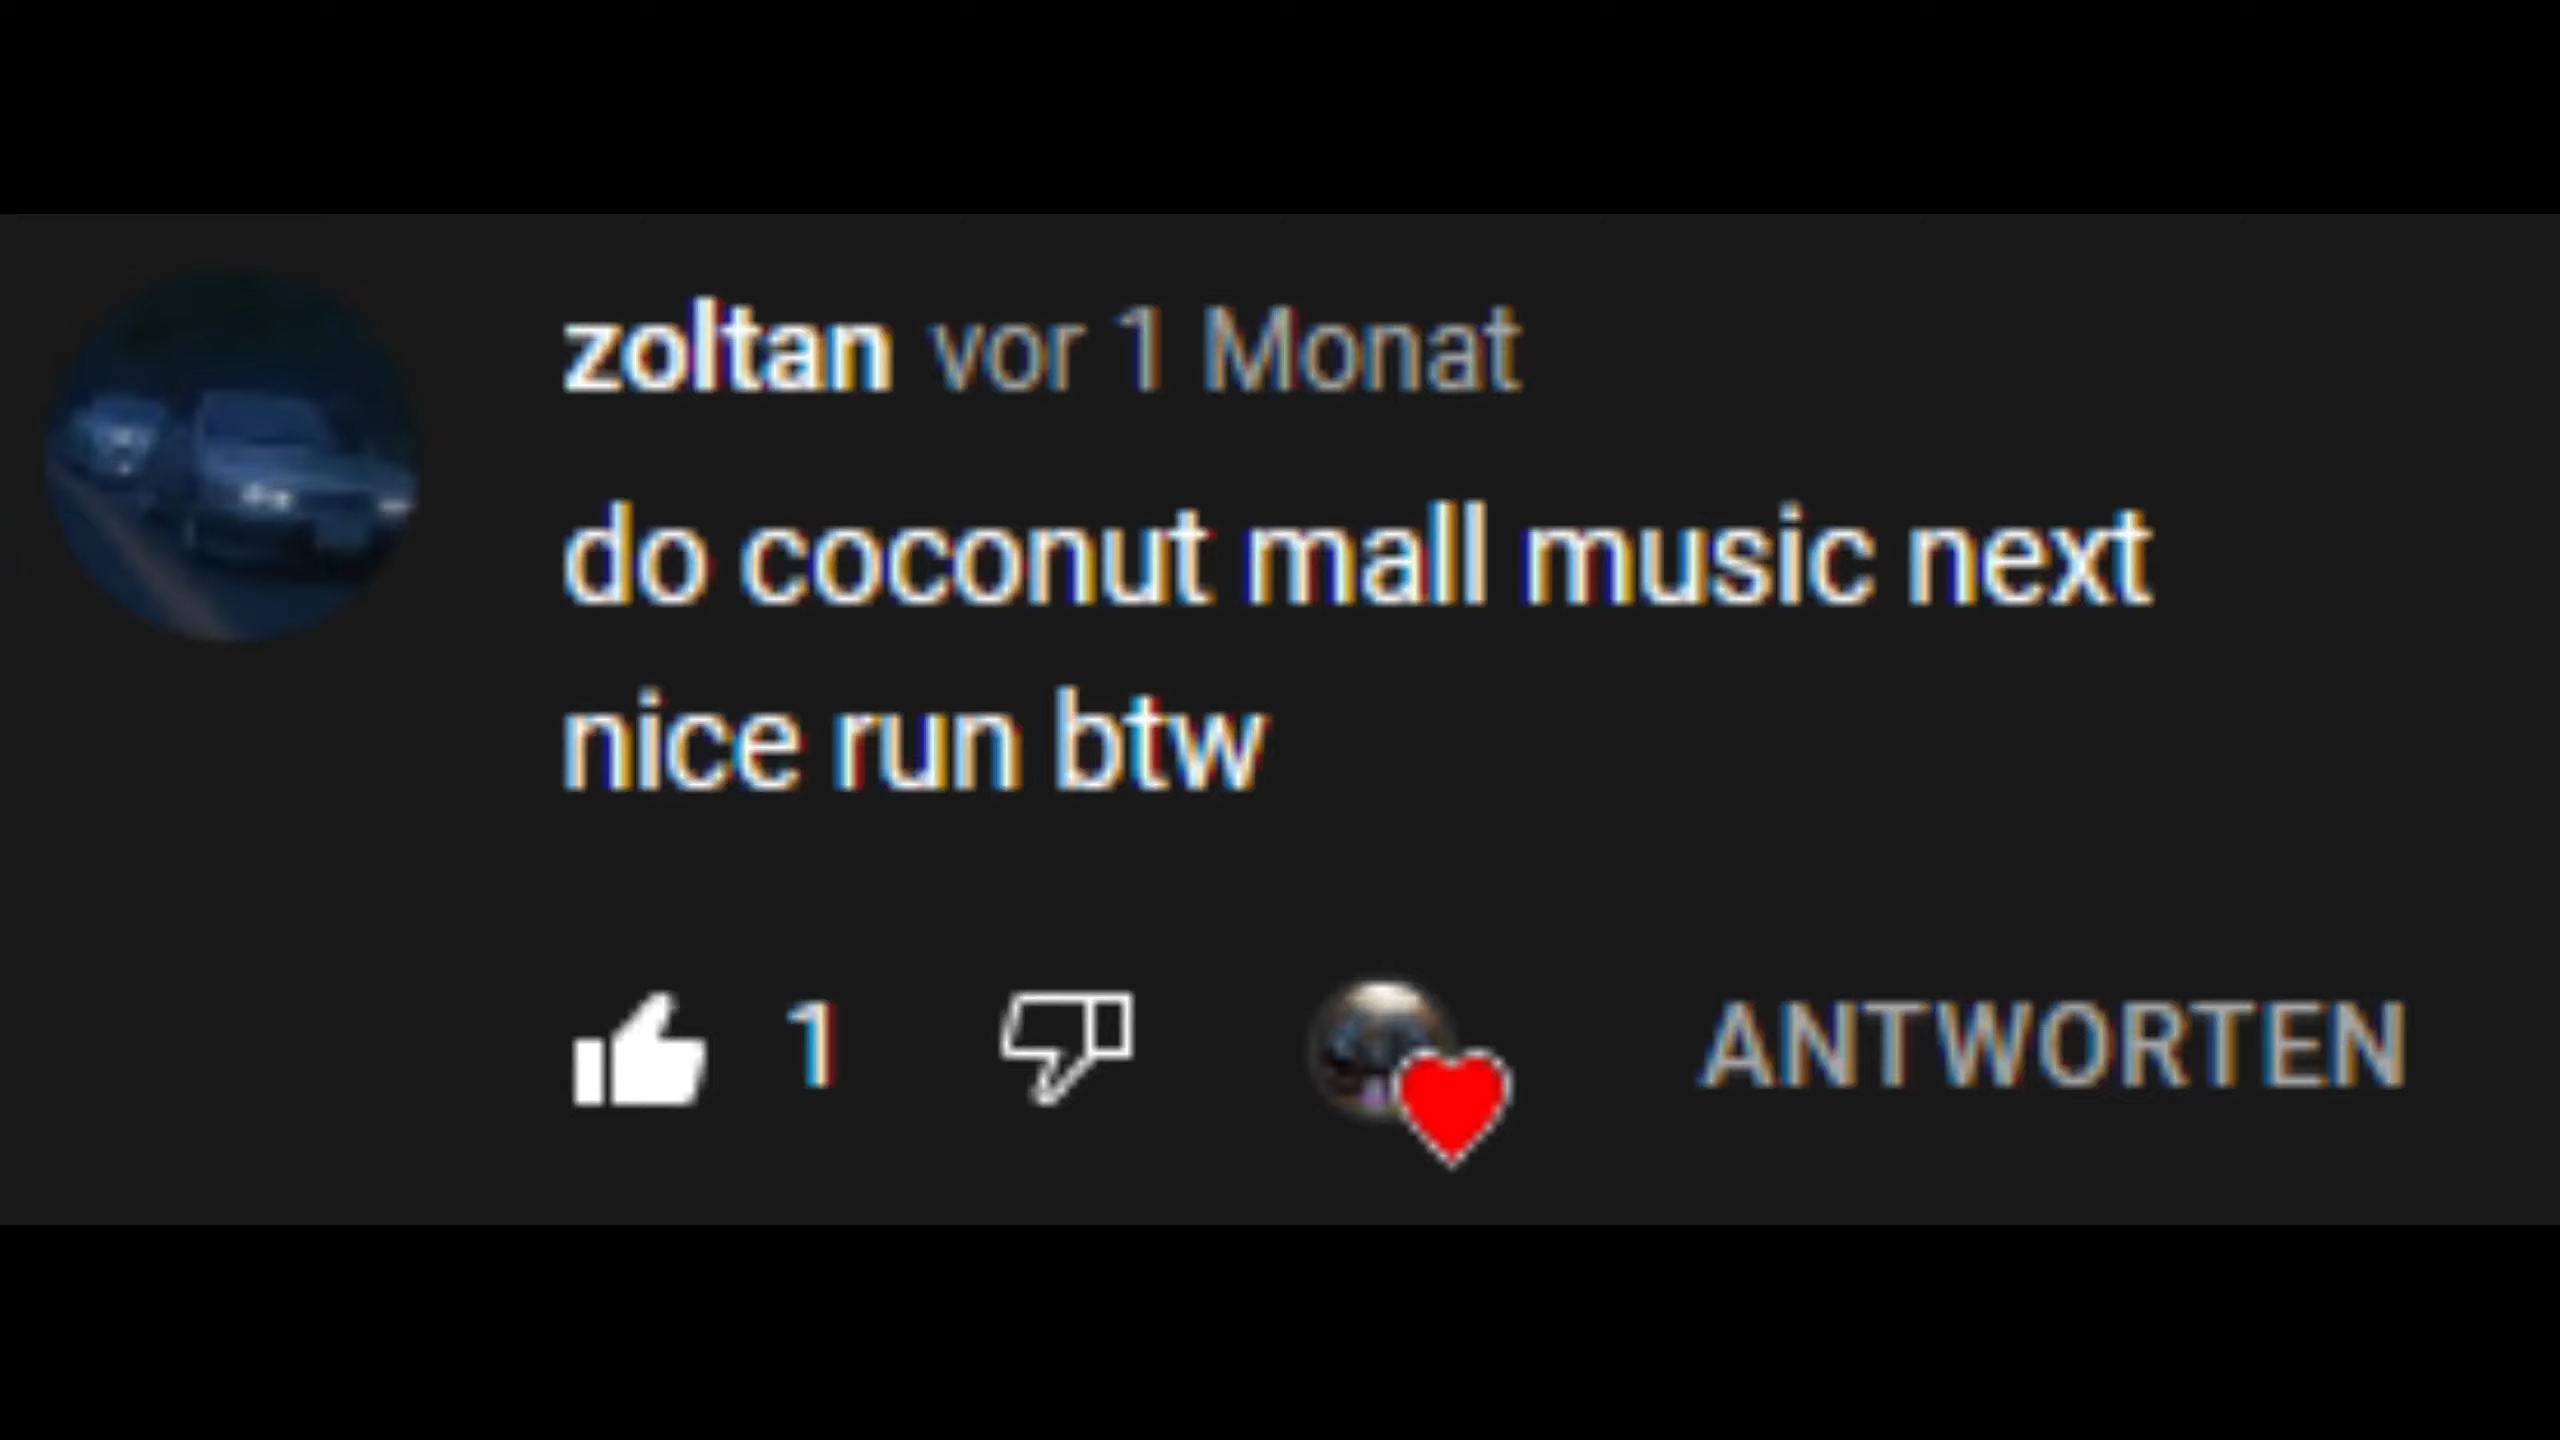 zoltan vor 1 Monat
do coconut mall music next
nice run btw
1 ANTWORTEN